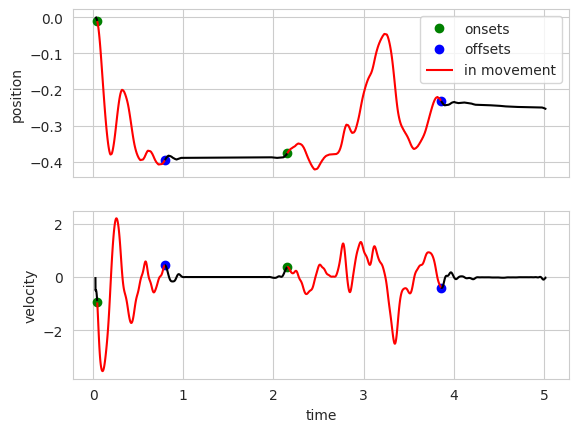 0.0
−0.1
−0.2
−0.3
−0.4
position
onsets
offsets
in movement
2
0
−2
velocity
0 1 2 3 4 5
time